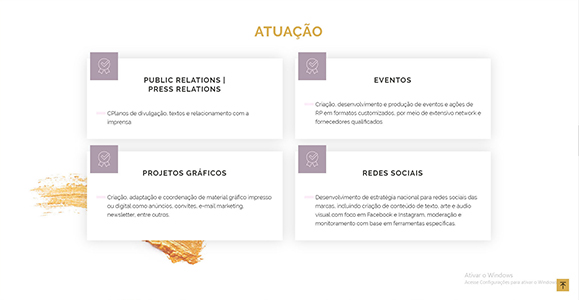 ATUAÇÃO
PUBLIC RELATIONS |
PRESS RELATIONS
CPlanos de divulgação, textos e relacionamento com a
imprensa.
EVENTOS
Criação, desenvolvimento e produção de eventos e ações de
RP em formatos customizados, por meio de extensivo network e
fornecedores qualificados
PROJETOS GRÁFICOS
Criação, adaptação e coordenação de material gráfico impresso
ou digital como anúncios, convites, e-mail marketing,
newsletter, entre outros.
REDES SOCIAIS
Desenvolvimento de estratégia nacional para redes sociais das
marcas, incluindo criação de conteúdo de texto, arte e áudio
visual com foco em Facebook e Instagram, moderação e
monitoramento com base em ferramentas específicas.
Ativar o Windows
Acesse Configurações para ativar o Windows.